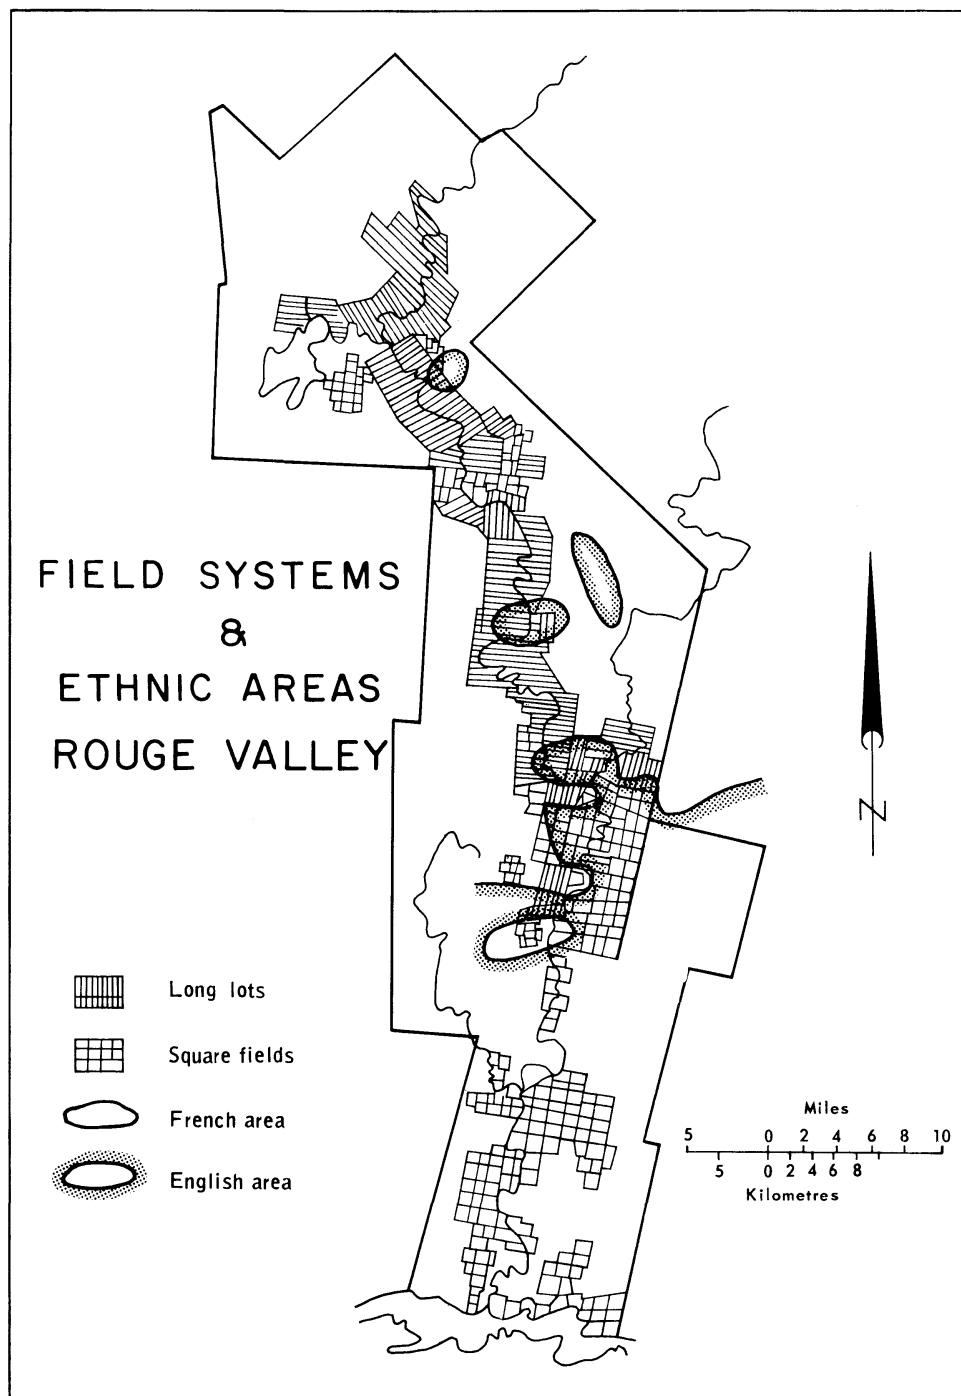 FIELD SYSTEMS
&
ETHNIC AREAS
ROUGE VALLEY
Long lots
Square fields
French area
English area
N
Miles
5 0 2 4 6 8 10
5 0 2 4 6 8
Kilometres